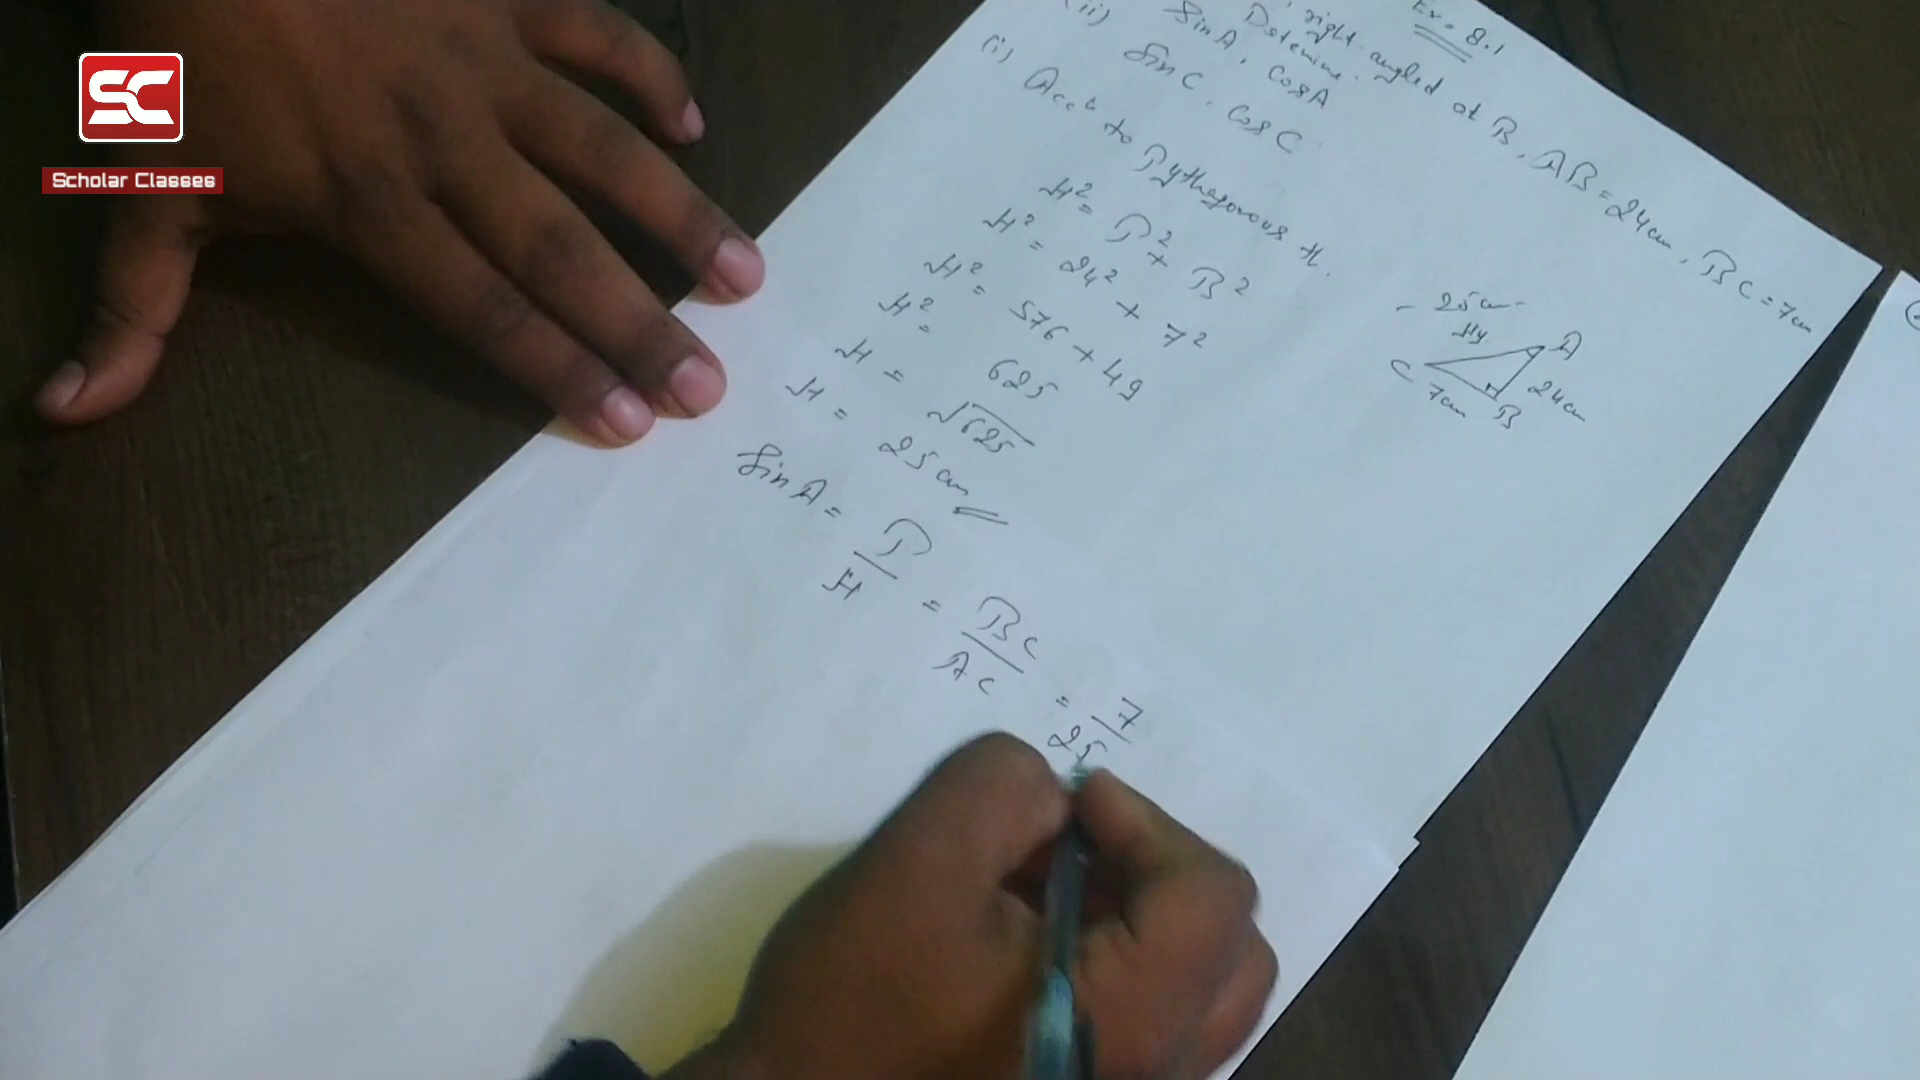 SC
Scholar Classes
Ex - 8.1
right angled at B, AB = 24cm, BC = 7cm
Determine.
(i) Sin A, Cos A
(ii) Sin C, Cos C.
Acc to Pythagorous th.
H² = P² + B²
H² = 24² + 7²
H² = 576 + 49
H² = 625
H = √625
H = 25 cm
Sin A = P/H = BC/AC = 7/25
25cm
Hy
A
C
24cm
7cm
B